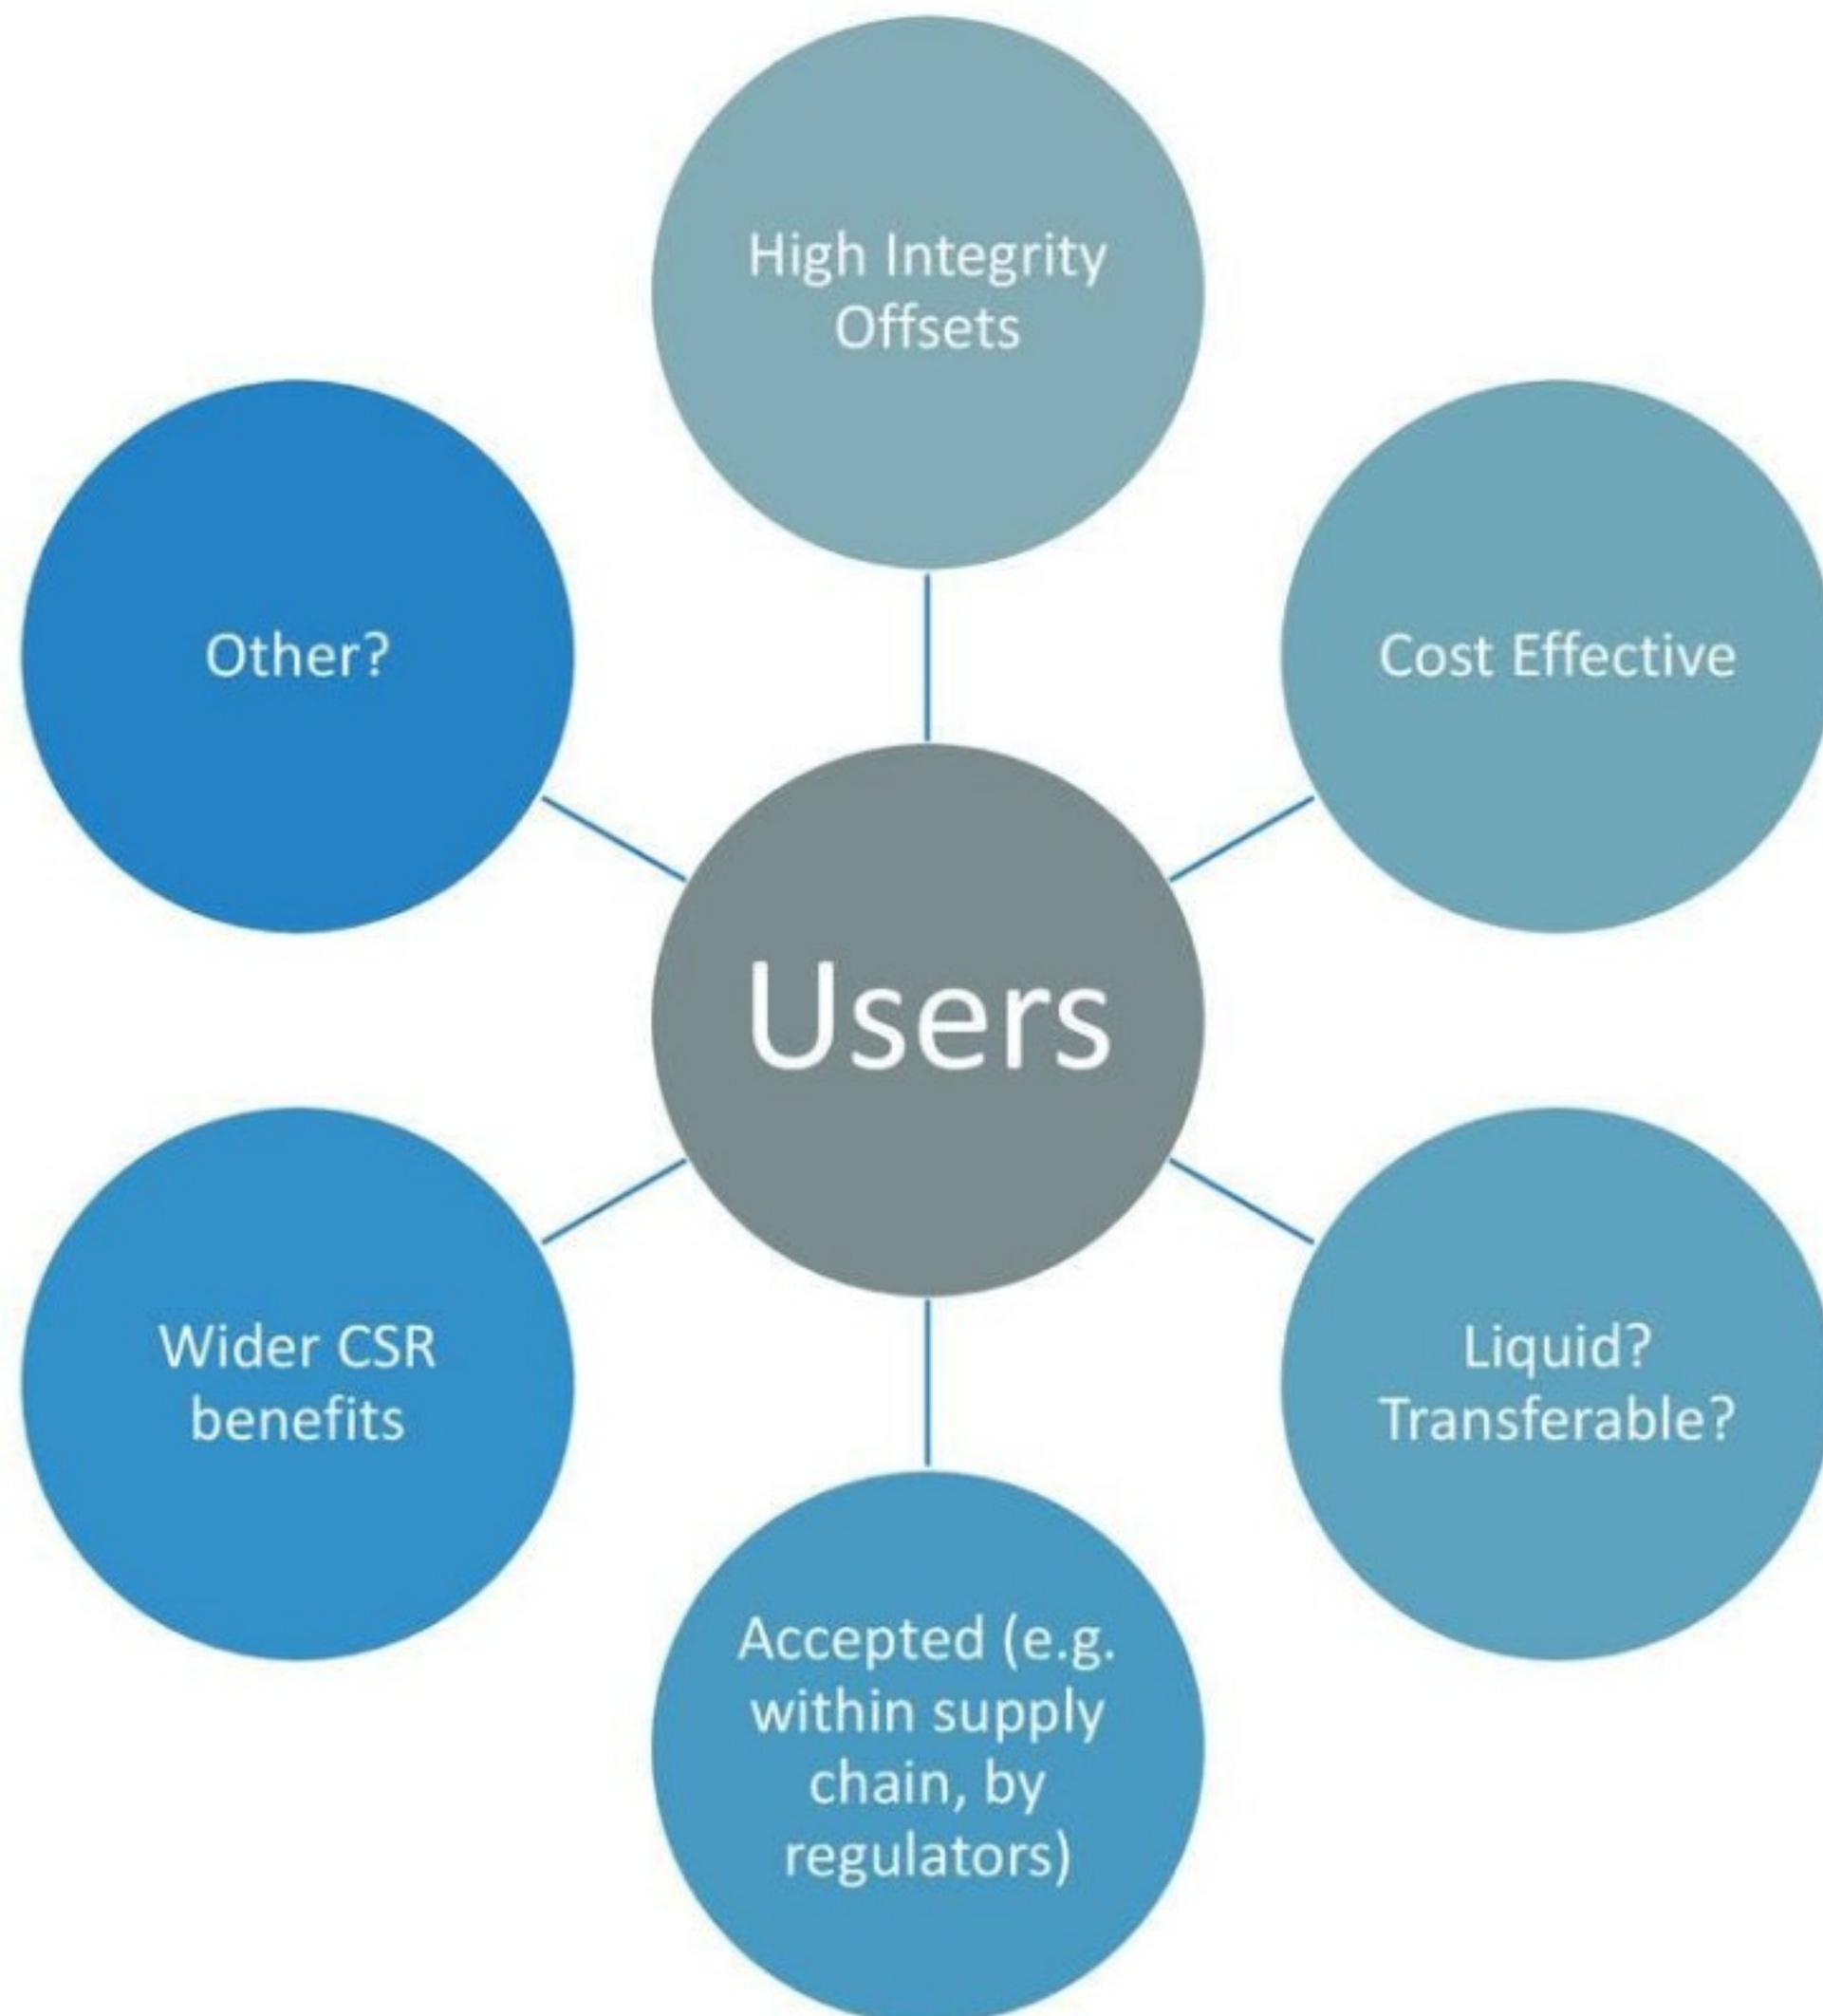 High Integrity
Offsets
Other?
Cost Effective
Users
Wider CSR
benefits
Liquid?
Transferable?
Accepted (e.g.
within supply
chain, by
regulators)